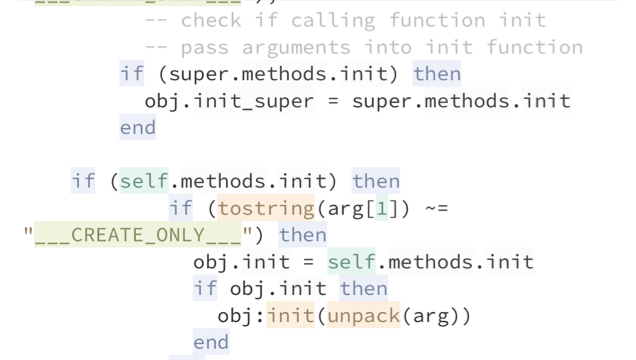 ___CREATE_ONLY___"),
-- check if calling function init
-- pass arguments into init function
if (super.methods.init) then
obj.init_super = super.methods.init
end
if (self.methods.init) then
if (tostring(arg[1]) ~=
"___CREATE_ONLY___") then
obj.init = self.methods.init
if obj.init then
obj:init(unpack(arg))
end